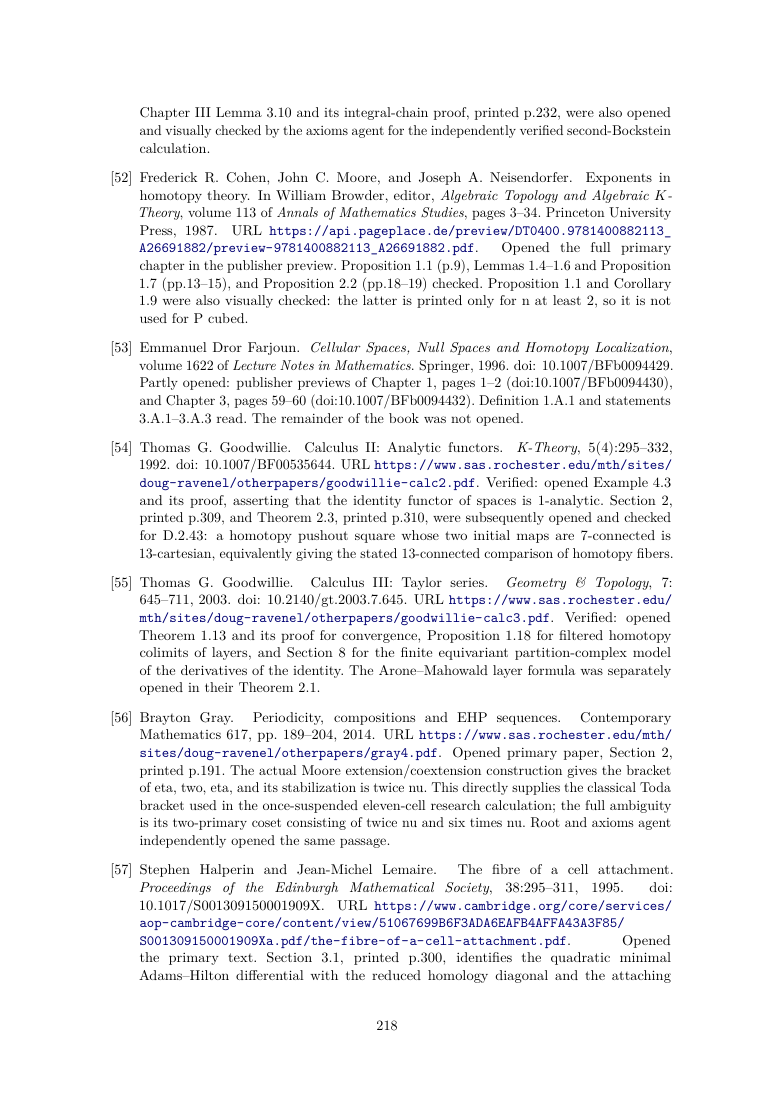 Chapter III Lemma 3.10 and its integral-chain proof, printed p.232, were also opened
and visually checked by the axioms agent for the independently verified second-Bockstein
calculation.
[52] Frederick R. Cohen, John C. Moore, and Joseph A. Neisendorfer. Exponents in
homotopy theory. In William Browder, editor, Algebraic Topology and Algebraic K-
Theory, volume 113 of Annals of Mathematics Studies, pages 3–34. Princeton University
Press, 1987. URL https://api.pageplace.de/preview/DT0400.9781400882113_
A26691882/preview-9781400882113_A26691882.pdf. Opened the full primary
chapter in the publisher preview. Proposition 1.1 (p.9), Lemmas 1.4–1.6 and Proposition
1.7 (pp.13–15), and Proposition 2.2 (pp.18–19) checked. Proposition 1.1 and Corollary
1.9 were also visually checked: the latter is printed only for n at least 2, so it is not
used for P cubed.
[53] Emmanuel Dror Farjoun. Cellular Spaces, Null Spaces and Homotopy Localization,
volume 1622 of Lecture Notes in Mathematics. Springer, 1996. doi: 10.1007/BFb0094429.
Partly opened: publisher previews of Chapter 1, pages 1–2 (doi:10.1007/BFb0094430),
and Chapter 3, pages 59–60 (doi:10.1007/BFb0094432). Definition 1.A.1 and statements
3.A.1–3.A.3 read. The remainder of the book was not opened.
[54] Thomas G. Goodwillie. Calculus II: Analytic functors. K-Theory, 5(4):295–332,
1992. doi: 10.1007/BF00535644. URL https://www.sas.rochester.edu/mth/sites/
doug-ravenel/otherpapers/goodwillie-calc2.pdf. Verified: opened Example 4.3
and its proof, asserting that the identity functor of spaces is 1-analytic. Section 2,
printed p.309, and Theorem 2.3, printed p.310, were subsequently opened and checked
for D.2.43: a homotopy pushout square whose two initial maps are 7-connected is
13-cartesian, equivalently giving the stated 13-connected comparison of homotopy fibers.
[55] Thomas G. Goodwillie. Calculus III: Taylor series. Geometry & Topology, 7:
645–711, 2003. doi: 10.2140/gt.2003.7.645. URL https://www.sas.rochester.edu/
mth/sites/doug-ravenel/otherpapers/goodwillie-calc3.pdf. Verified: opened
Theorem 1.13 and its proof for convergence, Proposition 1.18 for filtered homotopy
colimits of layers, and Section 8 for the finite equivariant partition-complex model
of the derivatives of the identity. The Arone–Mahowald layer formula was separately
opened in their Theorem 2.1.
[56] Brayton Gray. Periodicity, compositions and EHP sequences. Contemporary
Mathematics 617, pp. 189–204, 2014. URL https://www.sas.rochester.edu/mth/
sites/doug-ravenel/otherpapers/gray4.pdf. Opened primary paper, Section 2,
printed p.191. The actual Moore extension/coextension construction gives the bracket
of eta, two, eta, and its stabilization is twice nu. This directly supplies the classical Toda
bracket used in the once-suspended eleven-cell research calculation; the full ambiguity
is its two-primary coset consisting of twice nu and six times nu. Root and axioms agent
independently opened the same passage.
[57] Stephen Halperin and Jean-Michel Lemaire. The fibre of a cell attachment.
Proceedings of the Edinburgh Mathematical Society, 38:295–311, 1995. doi:
10.1017/S001309150001909X. URL https://www.cambridge.org/core/services/
aop-cambridge-core/content/view/51067699B6F3ADA6EAFB4AFFA43A3F85/
S001309150001909Xa.pdf/the-fibre-of-a-cell-attachment.pdf. Opened
the primary text. Section 3.1, printed p.300, identifies the quadratic minimal
Adams–Hilton differential with the reduced homology diagonal and the attaching
218